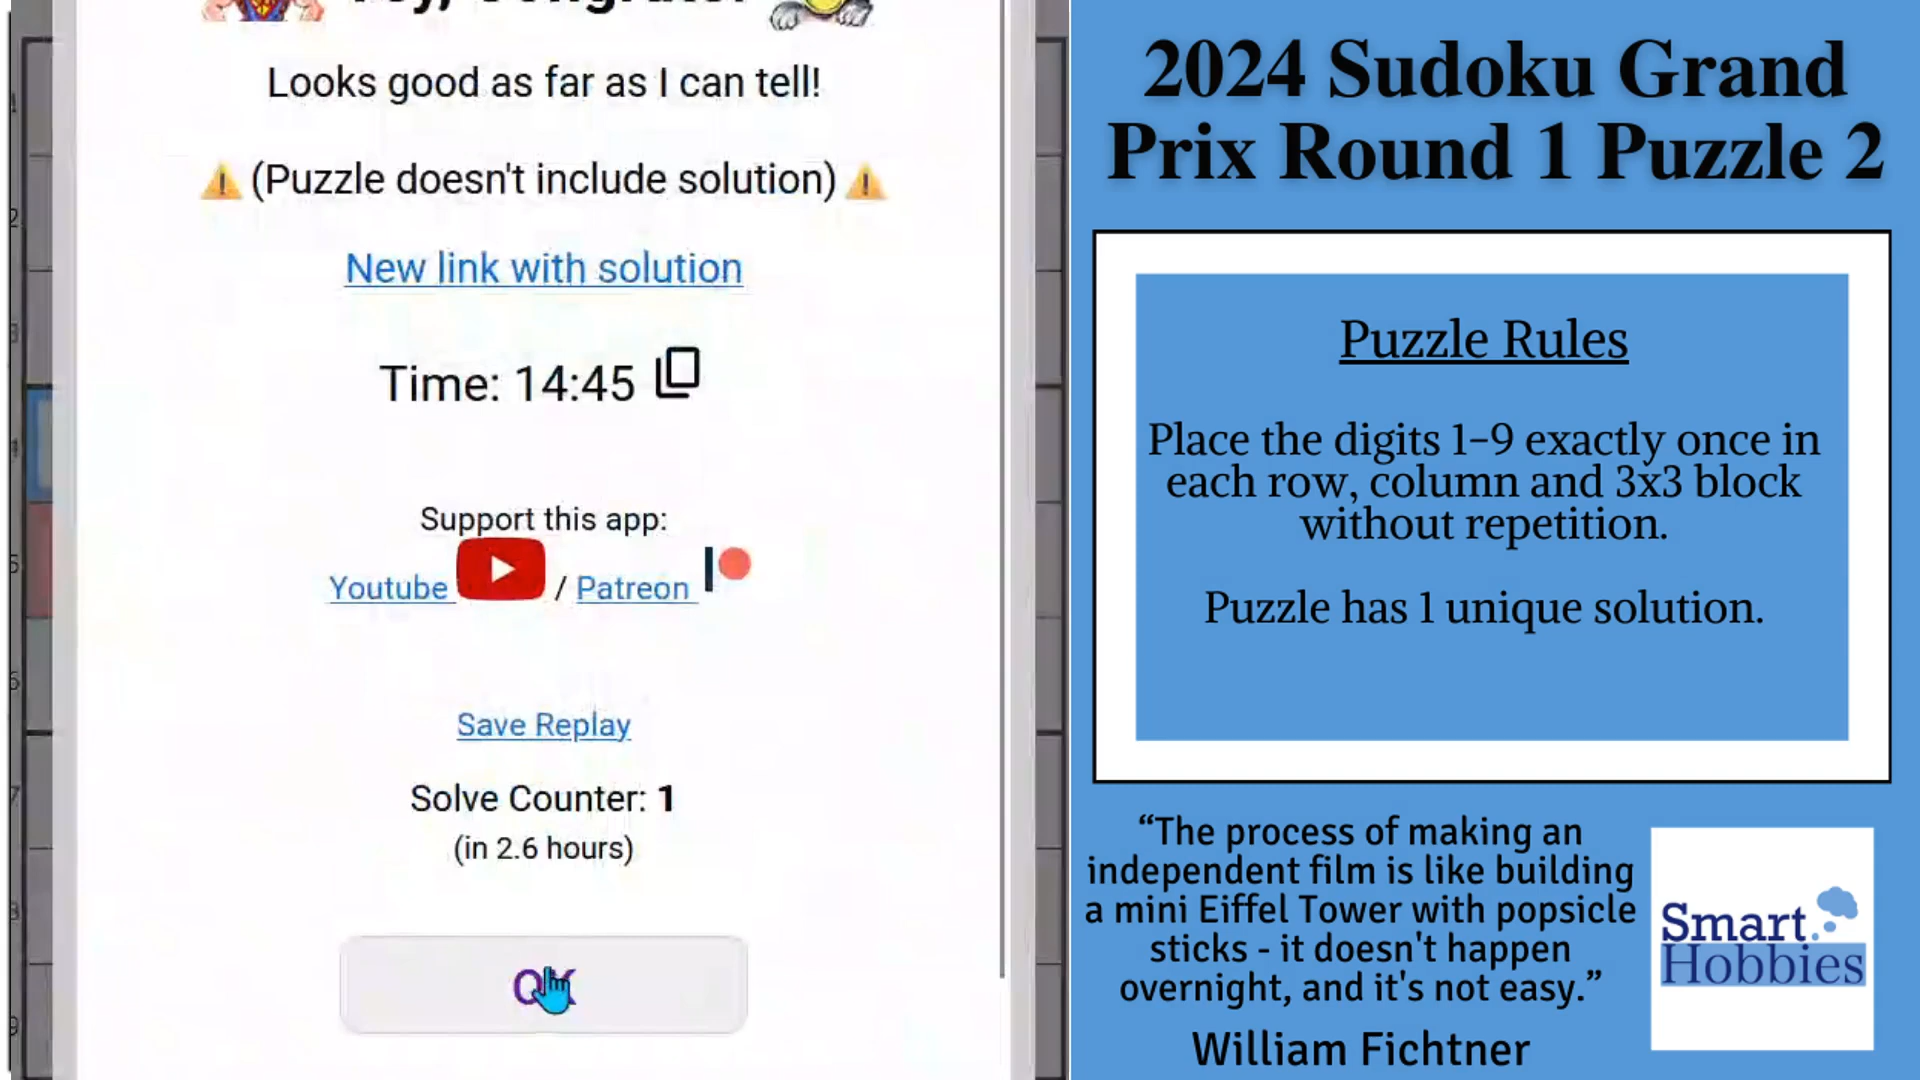 Looks good as far as I can tell!
(Puzzle doesn't include solution)
New link with solution
Time: 14:45
Support this app:
Youtube / Patreon
Save Replay
Solve Counter: 1
(in 2.6 hours)
OK
2024 Sudoku Grand
Prix Round 1 Puzzle 2
Puzzle Rules
Place the digits 1-9 exactly once in
each row, column and 3x3 block
without repetition.
Puzzle has 1 unique solution.
“The process of making an
independent film is like building
a mini Eiffel Tower with popsicle
sticks - it doesn't happen
overnight, and it's not easy.”
William Fichtner
Smart
Hobbies